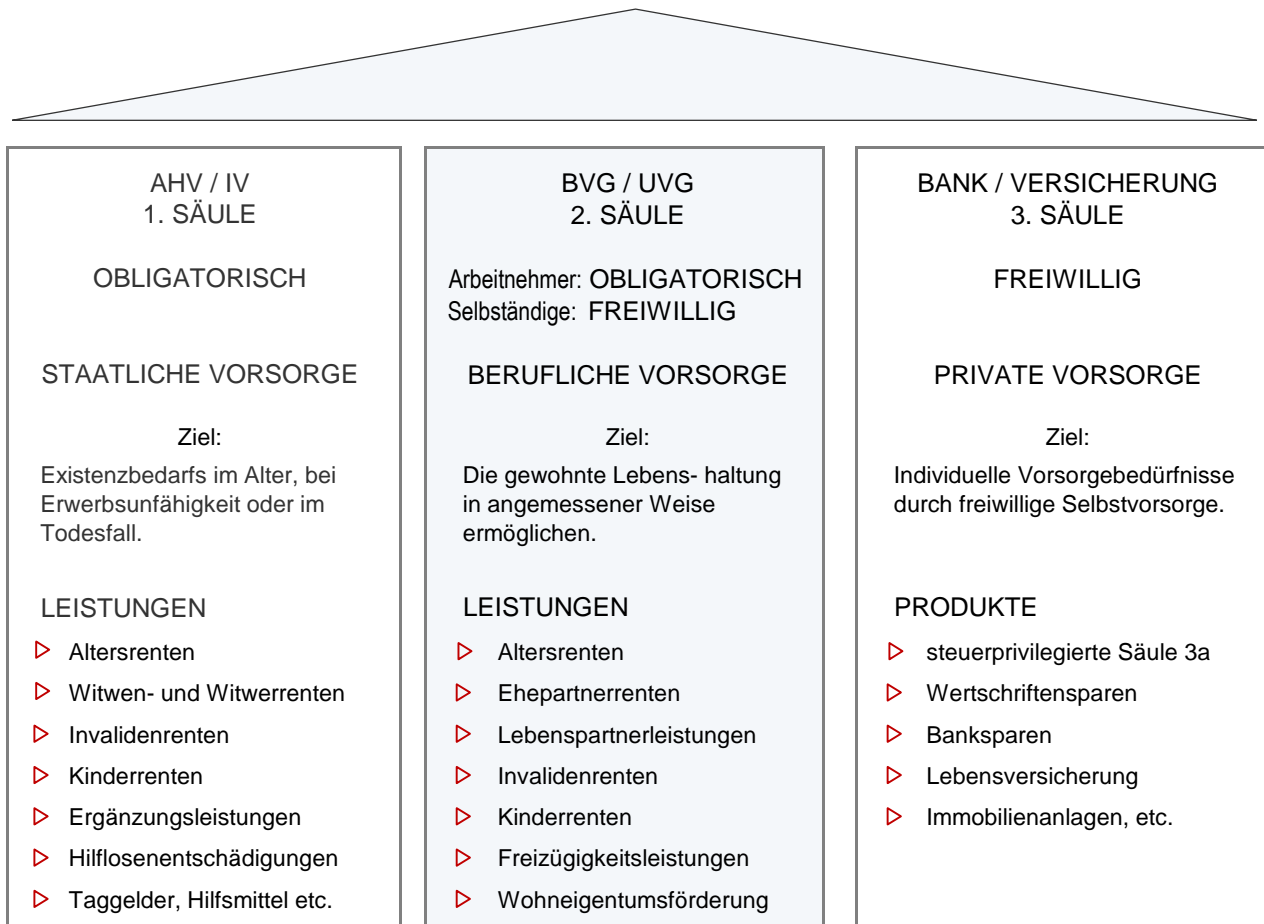 AHV / IV
1. SÄULE
OBLIGATORISCH
STAATLICHE VORSORGE
Ziel:
Existenzbedarfs im Alter, bei
Erwerbsunfähigkeit oder im
Todesfall.
LEISTUNGEN
Altersrenten
Witwen- und Witwerrenten
Invalidenrenten
Kinderrenten
Ergänzungsleistungen
Hilflosenentschädigungen
Taggelder, Hilfsmittel etc.
BVG / UVG
2. SÄULE
Arbeitnehmer: OBLIGATORISCH
Selbständige: FREIWILLIG
BERUFLICHE VORSORGE
Ziel:
Die gewohnte Lebens- haltung
in angemessener Weise
ermöglichen.
LEISTUNGEN
Altersrenten
Ehepartnerrenten
Lebenspartnerleistungen
Invalidenrenten
Kinderrenten
Freizügigkeitsleistungen
Wohneigentumsförderung
BANK / VERSICHERUNG
3. SÄULE
FREIWILLIG
PRIVATE VORSORGE
Ziel:
Individuelle Vorsorgebedürfnisse
durch freiwillige Selbstvorsorge.
PRODUKTE
steuerprivilegierte Säule 3a
Wertschriftensparen
Banksparen
Lebensversicherung
Immobilienanlagen, etc.